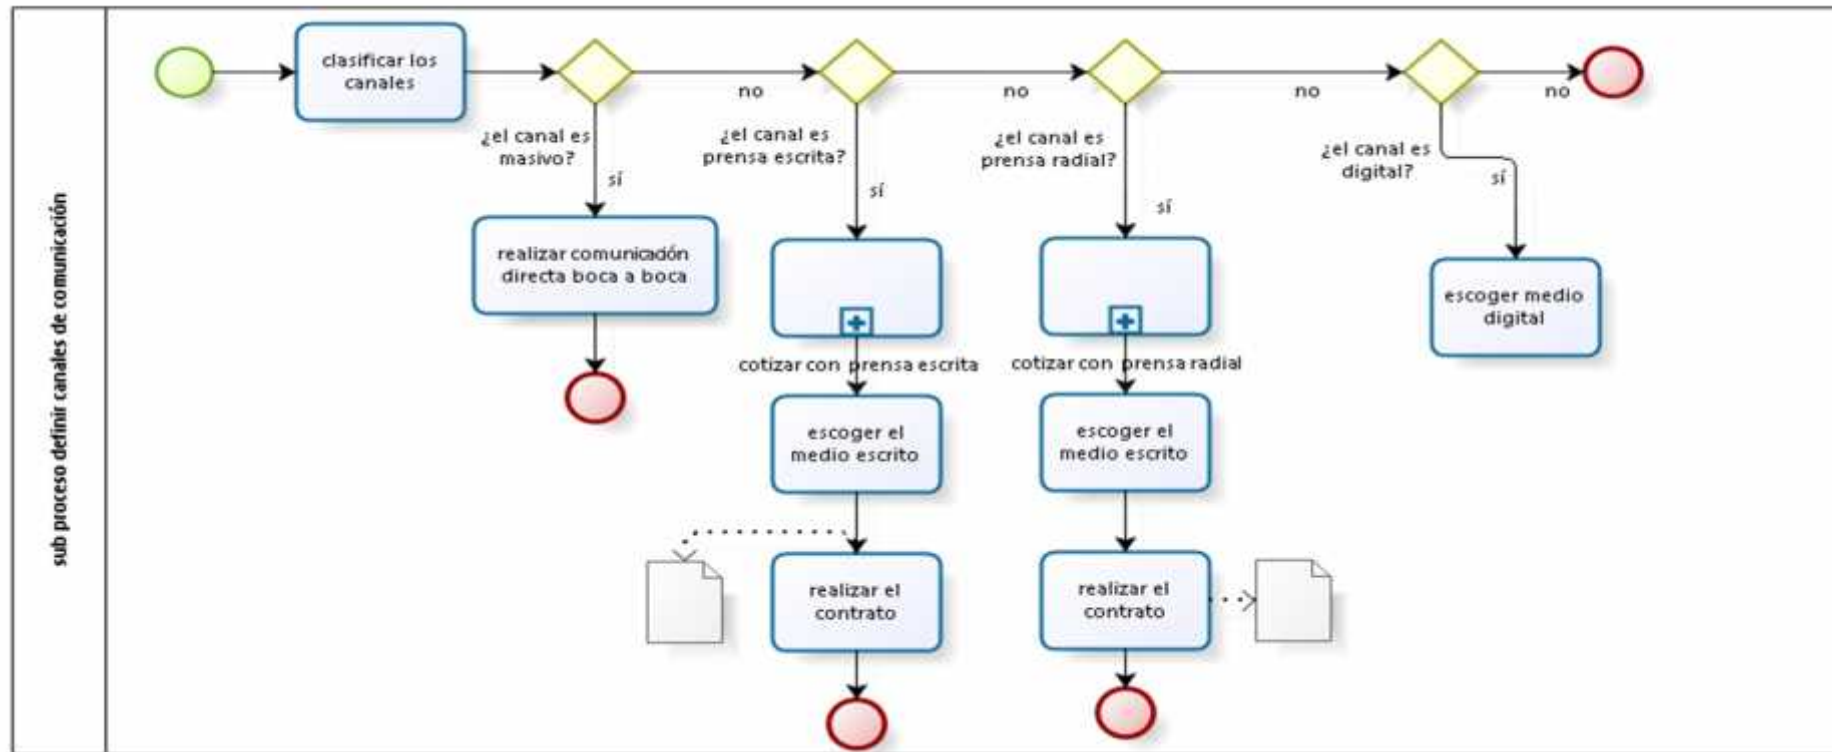 sub proceso definir canales de comunicación
clasificar los
canales
no
no
no
no
¿el canal es
masivo?
sí
¿el canal es
prensa escrita?
sí
¿el canal es
prensa radial?
sí
¿el canal es
digital?
sí
realizar comunicación
directa boca a boca
cotizar con prensa escrita
cotizar con prensa radial
escoger medio
digital
escoger el
medio escrito
escoger el
medio escrito
realizar el
contrato
realizar el
contrato